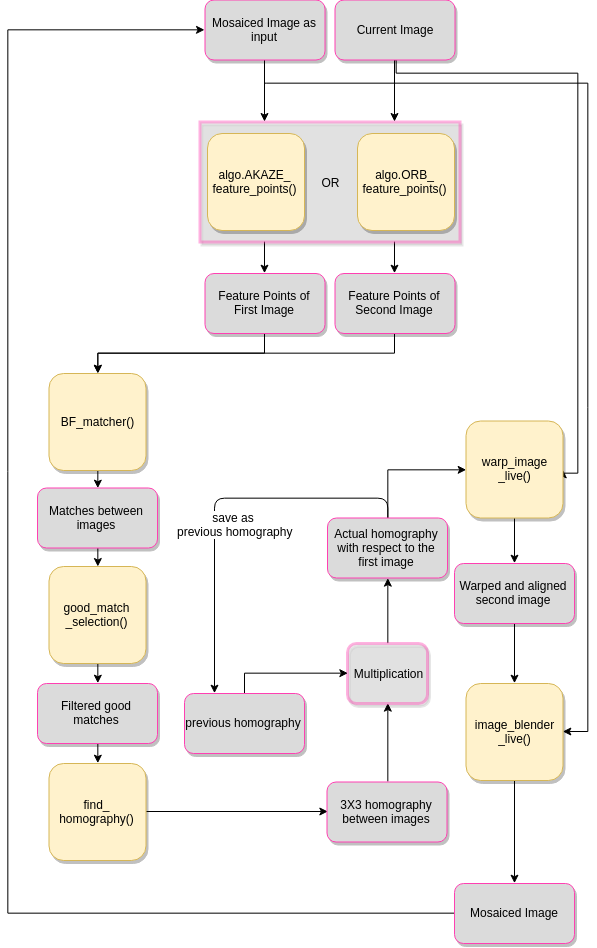 Mosaiced Image as
input
Current Image
algo.AKAZE_
feature_points()
OR
algo.ORB_
feature_points()
Feature Points of
First Image
Feature Points of
Second Image
BF_matcher()
Matches between
images
good_match
_selection()
Filtered good
matches
find_
homography()
3X3 homography
between images
Multiplication
previous homography
save as
previous homography
Actual homography
with respect to the
first image
warp_image
_live()
Warped and aligned
second image
image_blender
_live()
Mosaiced Image